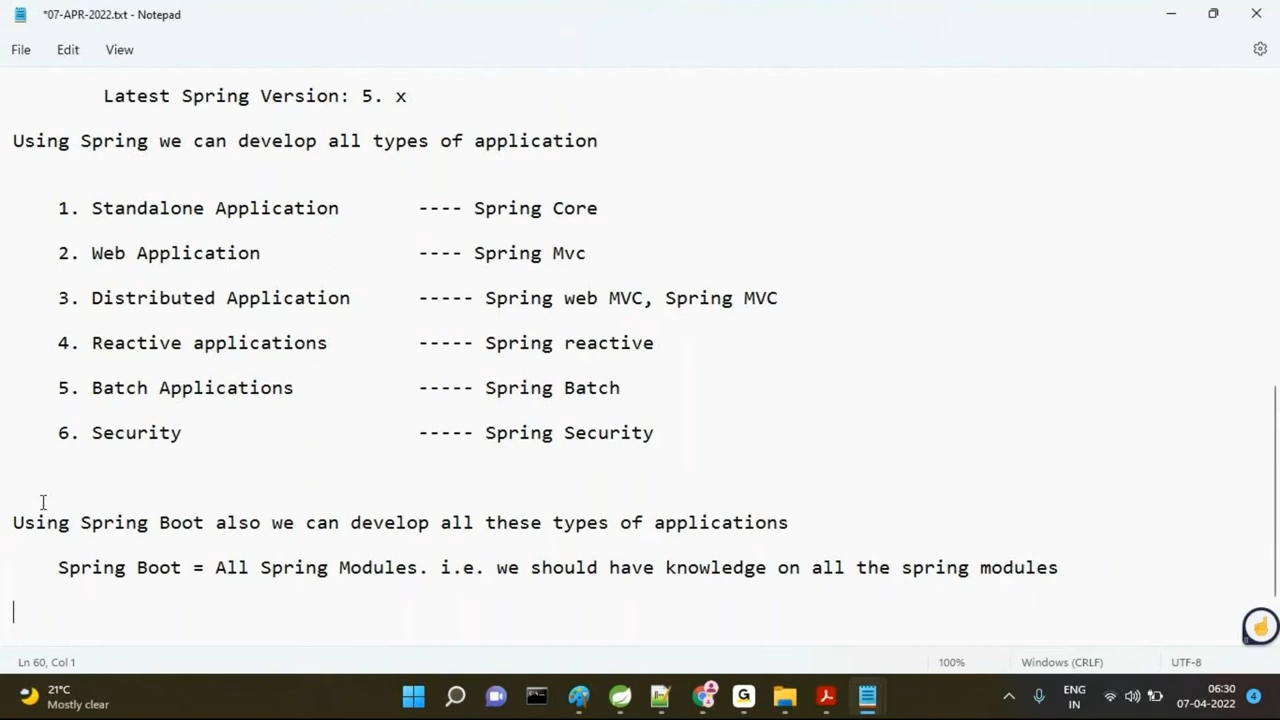 *07-APR-2022.txt - Notepad
File Edit View
Latest Spring Version: 5. x
Using Spring we can develop all types of application
1. Standalone Application ---- Spring Core
2. Web Application ---- Spring Mvc
3. Distributed Application ----- Spring web MVC, Spring MVC
4. Reactive applications ----- Spring reactive
5. Batch Applications ----- Spring Batch
6. Security ----- Spring Security
Using Spring Boot also we can develop all these types of applications
Spring Boot = All Spring Modules. i.e. we should have knowledge on all the spring modules
Ln 60, Col 1 100% Windows (CRLF) UTF-8
21°C
Mostly clear
ENG
IN
06:30
07-04-2022
4